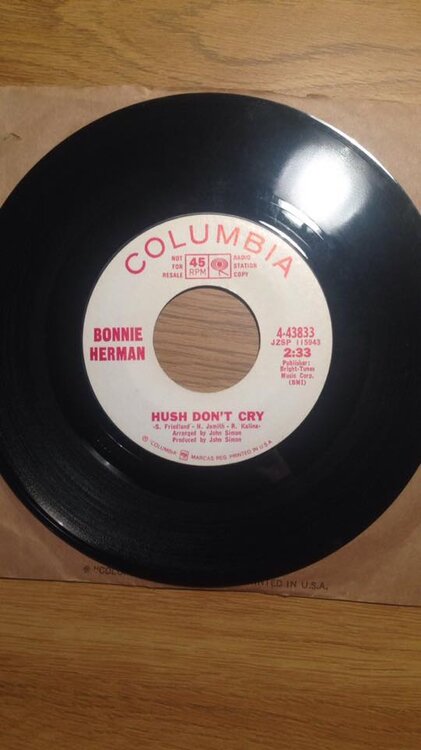 COLUMBIA
NOT
FOR
RESALE
45
RPM
RADIO
STATION
COPY
BONNIE
HERMAN
4-43833
JZSP 115943
2:33
Publisher:
Bright-Tunes
Music Corp.
(BMI)
HUSH DON'T CRY
-S. Friedland - H. Jamith - R. Kaline-
Arranged by John Simon
Produced by John Simon
"COLUMBIA" MARCAS REG. PRINTED IN U.S.A.
IN U.S.A.